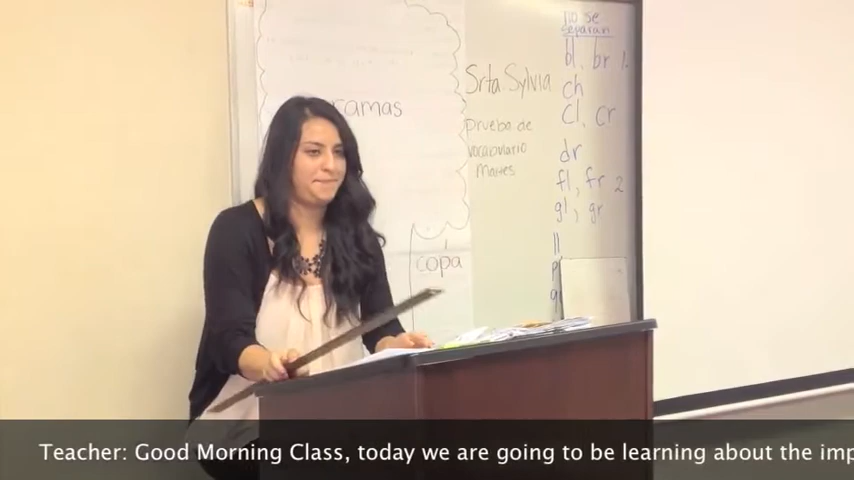 no se
separan
bl, br 1
Srta. Sylvia
ch
ramas
cl, cr
Prueba de
vocabulario
Martes
dr
fl, fr 2
gl, gr
ll
copa
Teacher: Good Morning Class, today we are going to be learning about the imp